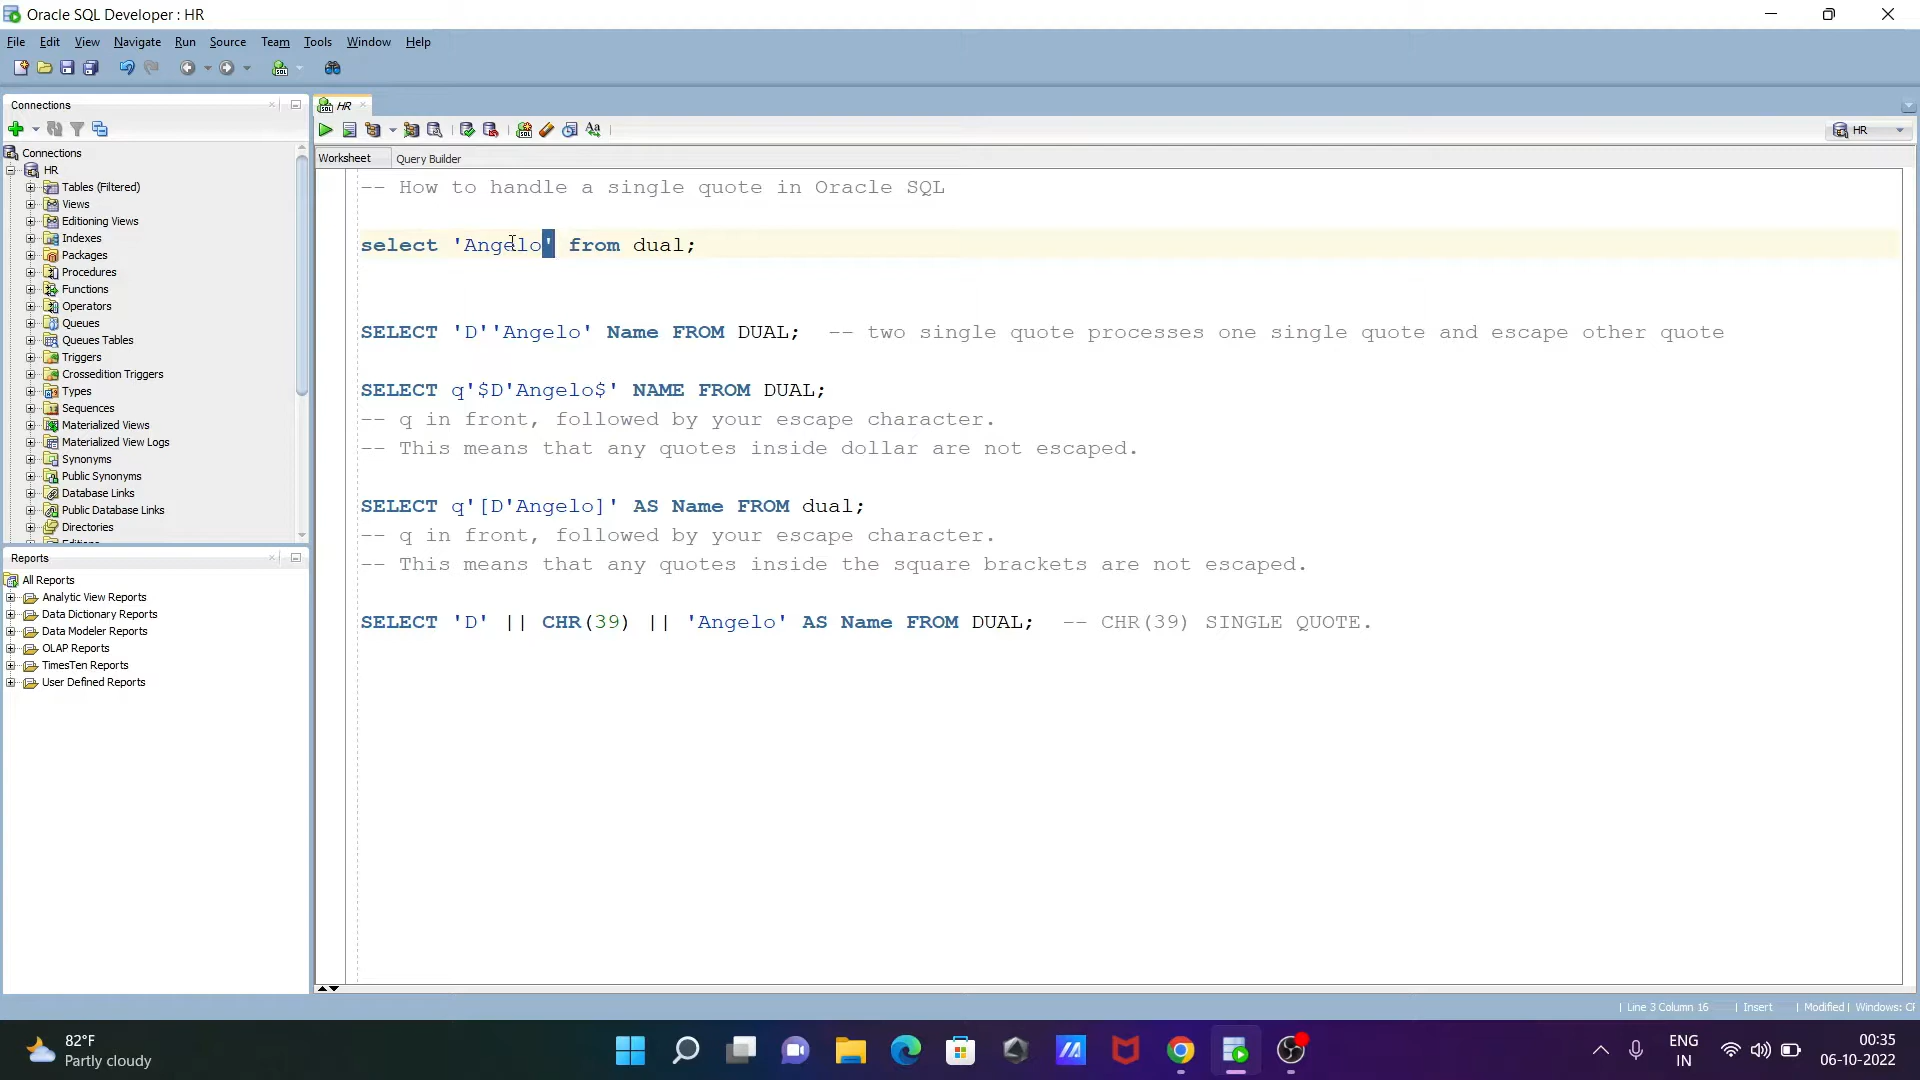 Oracle SQL Developer : HR
File Edit View Navigate Run Source Team Tools Window Help
Connections
HR
HR
Worksheet
Query Builder
Connections
HR
Tables (Filtered)
Views
Editioning Views
Indexes
Packages
Procedures
Functions
Operators
Queues
Queues Tables
Triggers
Crossedition Triggers
Types
Sequences
Materialized Views
Materialized View Logs
Synonyms
Public Synonyms
Database Links
Public Database Links
Directories
Reports
All Reports
Analytic View Reports
Data Dictionary Reports
Data Modeler Reports
OLAP Reports
TimesTen Reports
User Defined Reports
-- How to handle a single quote in Oracle SQL
select 'Angelo' from dual;
SELECT 'D''Angelo' Name FROM DUAL;  -- two single quote processes one single quote and escape other quote
SELECT q'$D'Angelo$' NAME FROM DUAL;
-- q in front, followed by your escape character.
-- This means that any quotes inside dollar are not escaped.
SELECT q'[D'Angelo]' AS Name FROM dual;
-- q in front, followed by your escape character.
-- This means that any quotes inside the square brackets are not escaped.
SELECT 'D' || CHR(39) || 'Angelo' AS Name FROM DUAL;  -- CHR(39) SINGLE QUOTE.
| Line 3 Column 16 | Insert | Modified | Windows:
82°F
Partly cloudy
ENG
IN
00:35
06-10-2022